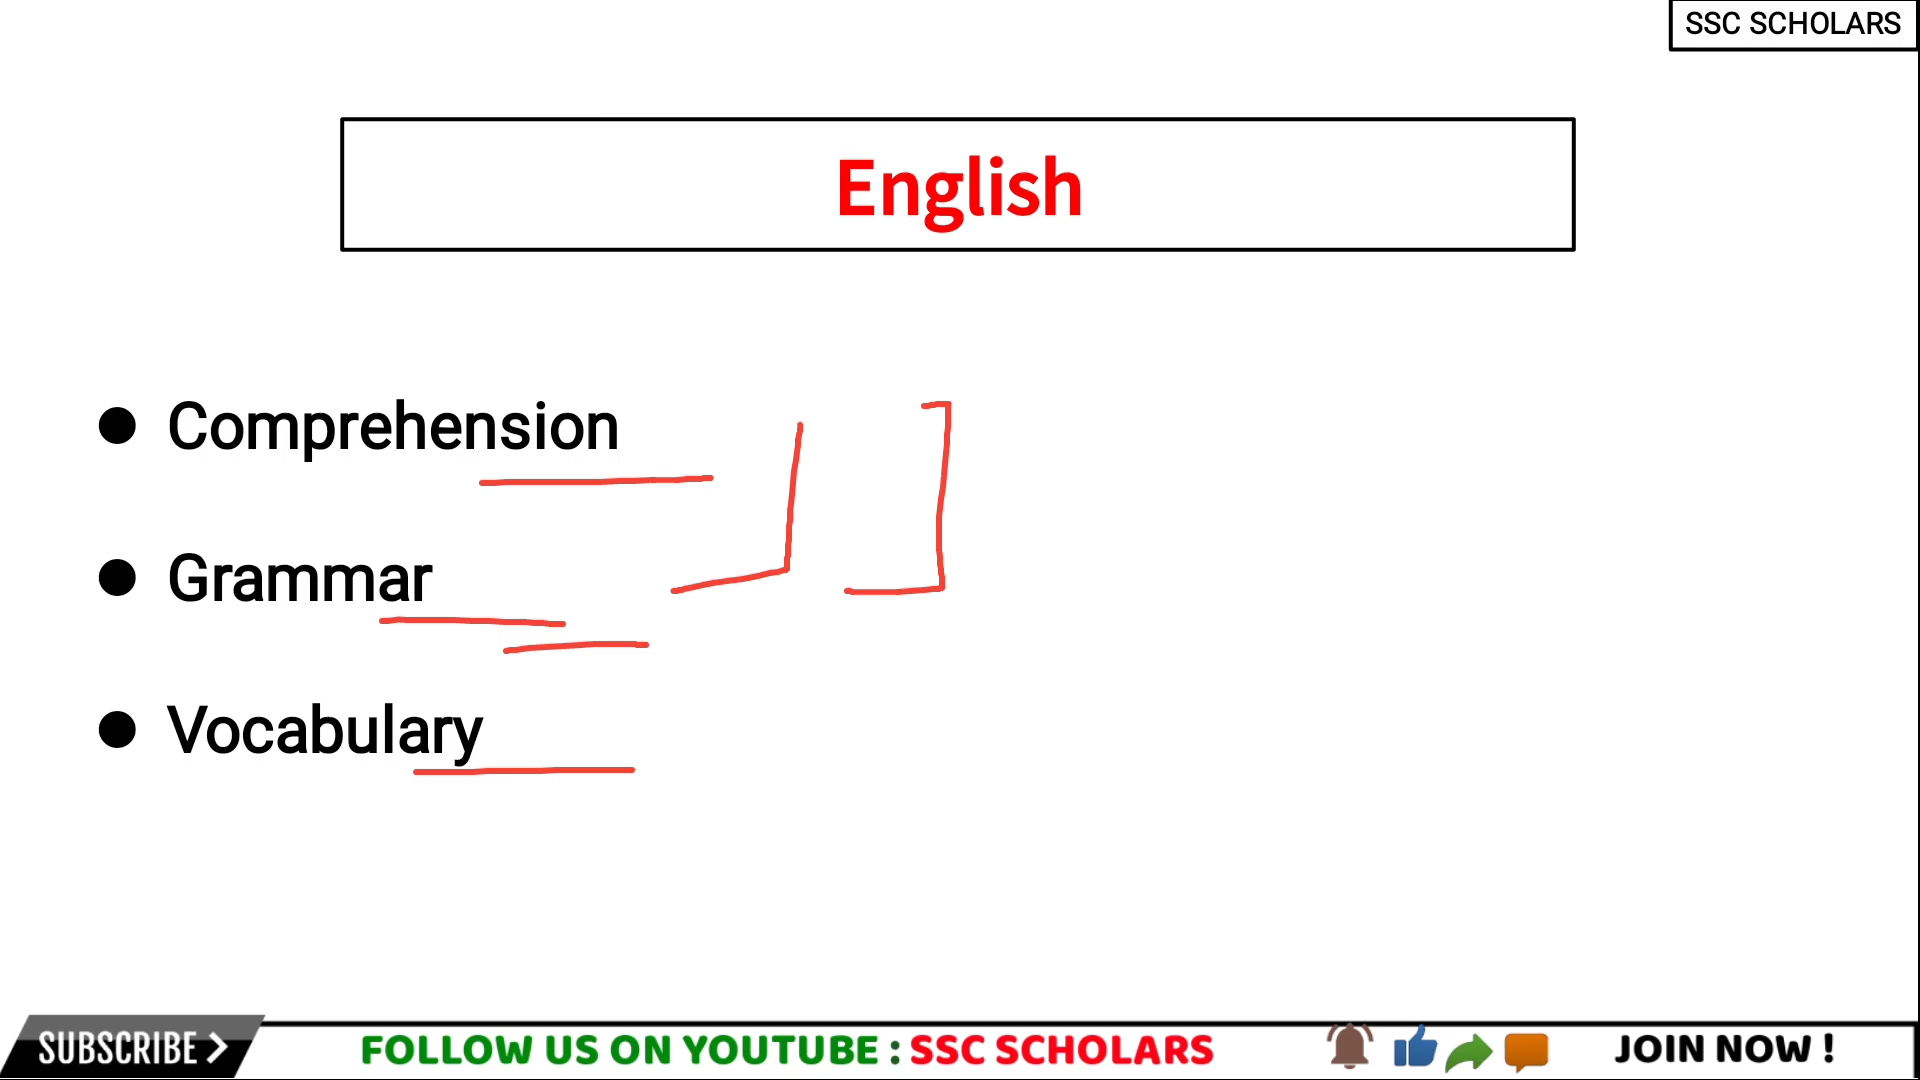 SSC SCHOLARS
English
● Comprehension
● Grammar
● Vocabulary
SUBSCRIBE > FOLLOW US ON YOUTUBE : SSC SCHOLARS JOIN NOW !